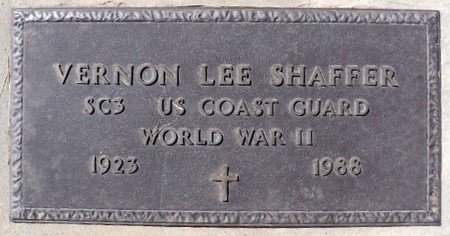 VERNON LEE SHAFFER
SC3 US COAST GUARD
WORLD WAR II
1923 1988